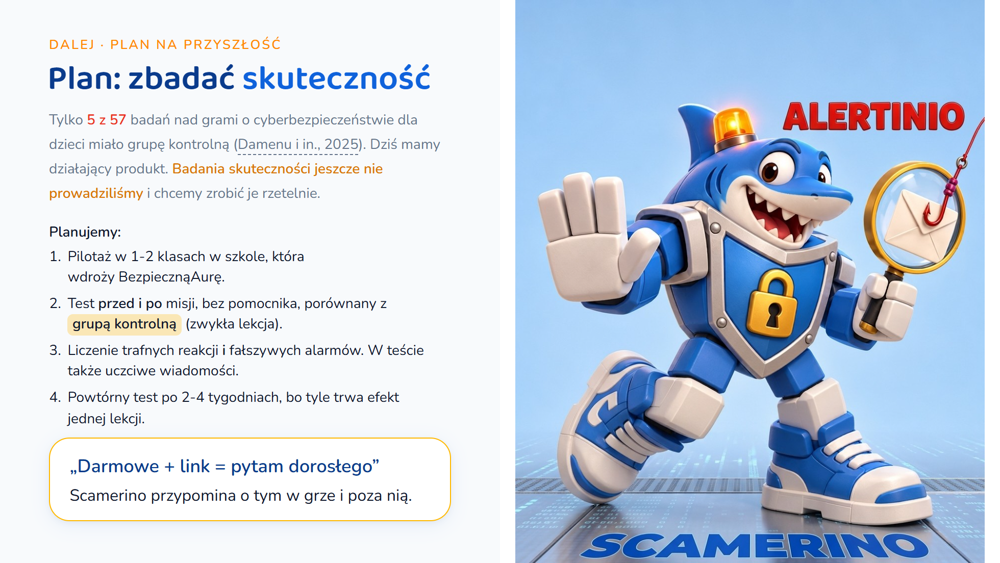 DALEJ · PLAN NA PRZYSZŁOŚĆ
Plan: zbadać skuteczność
Tylko 5 z 57 badań nad grami o cyberbezpieczeństwie dla
dzieci miało grupę kontrolną (Damenu i in., 2025). Dziś mamy
działający produkt. Badania skuteczności jeszcze nie
prowadziliśmy i chcemy zrobić je rzetelnie.
Planujemy:
1. Pilotaż w 1-2 klasach w szkole, która
wdroży BezpiecznąAurę.
2. Test przed i po misji, bez pomocnika, porównany z
grupą kontrolną (zwykła lekcja).
3. Liczenie trafnych reakcji i fałszywych alarmów. W teście
także uczciwe wiadomości.
4. Powtórny test po 2-4 tygodniach, bo tyle trwa efekt
jednej lekcji.
„Darmowe + link = pytam dorosłego”
Scamerino przypomina o tym w grze i poza nią.
ALERTINIO
SCAMERINO